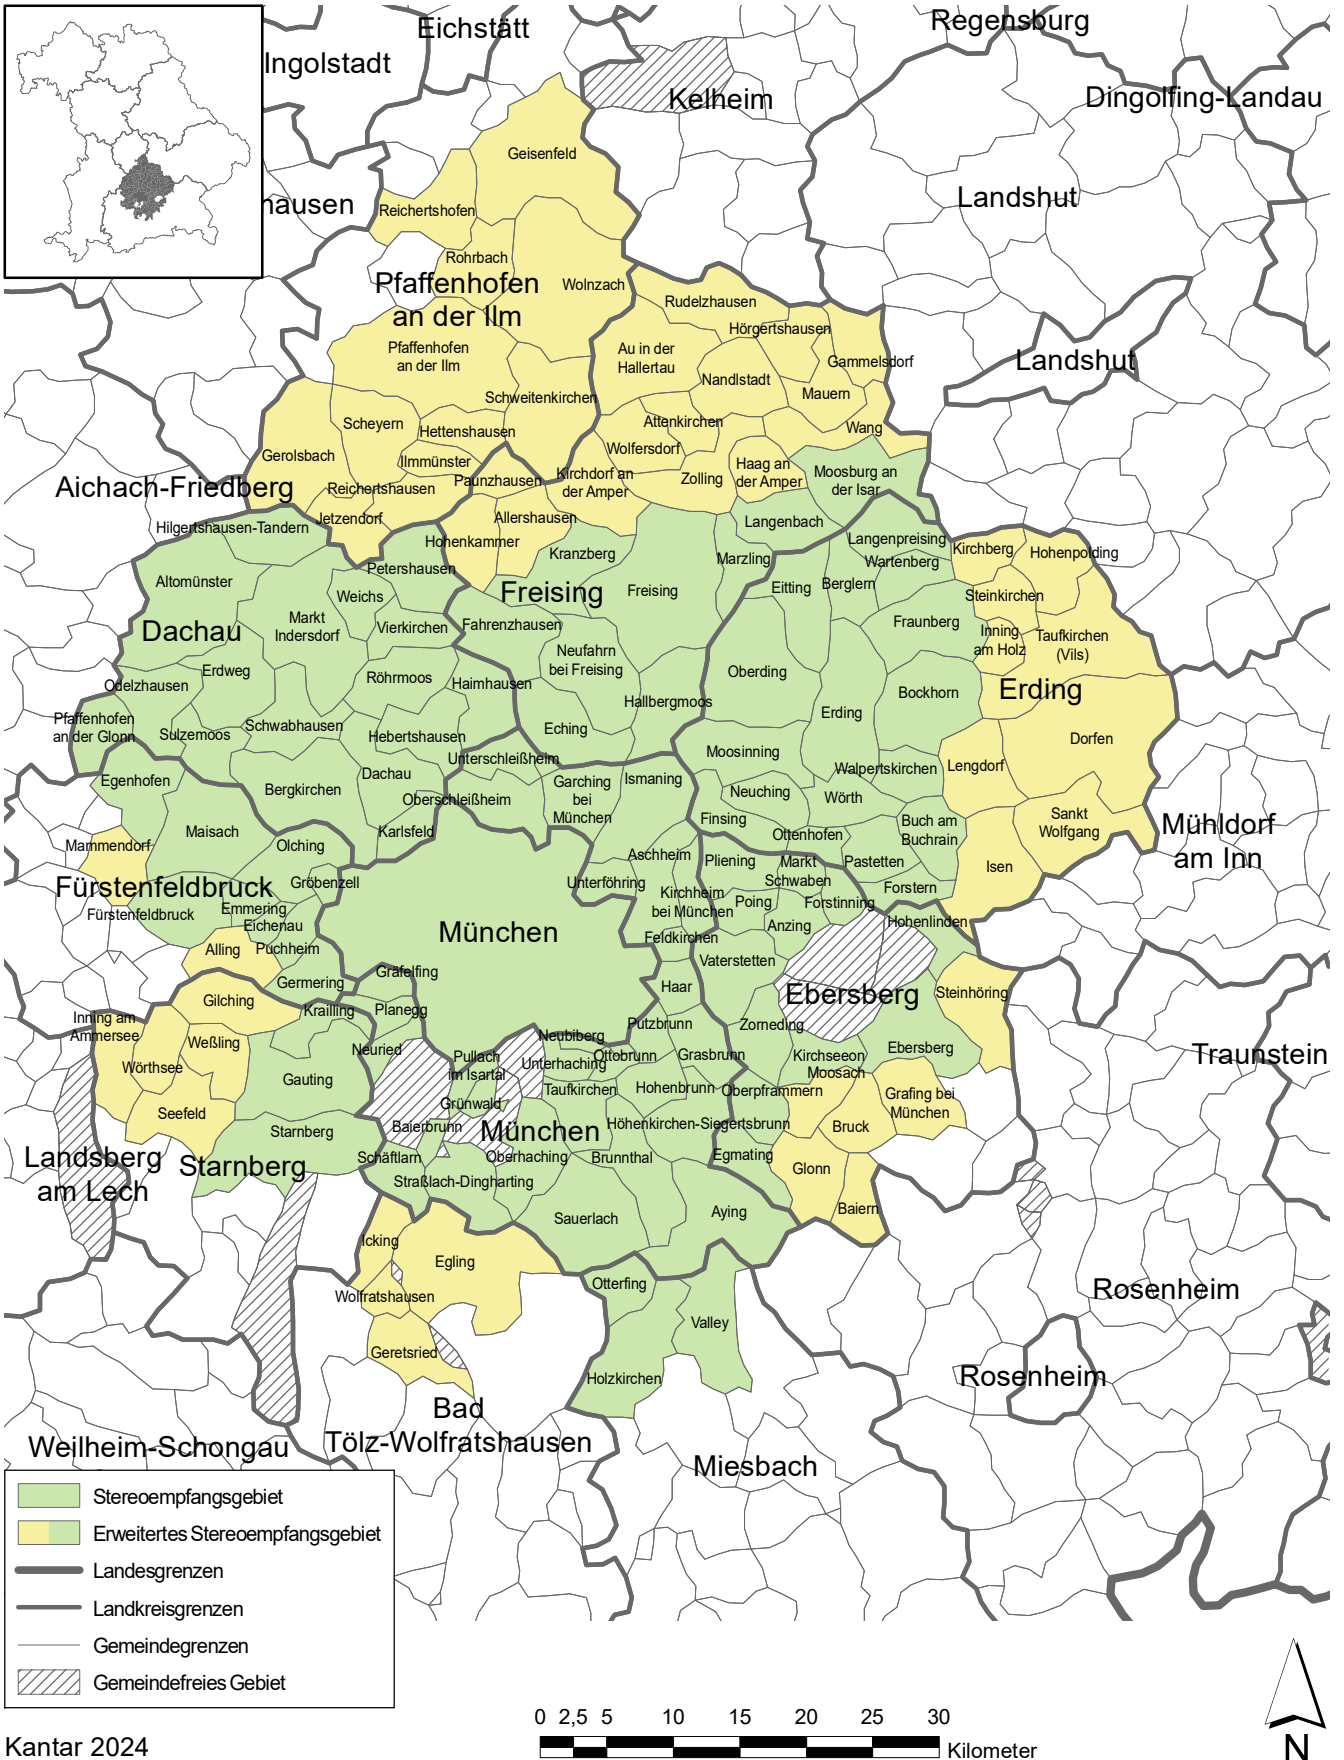 Eichstätt
Regensburg
Ingolstadt
Kelheim
Dingolfing-Landau
Geisenfeld
Landshut
hausen
Reichertshofen
Rohrbach
Wolnzach
Pfaffenhofen
an der Ilm
Rudelzhausen
Hörgertshausen
Pfaffenhofen
an der Ilm
Au in der
Hallertau
Gammelsdorf
Landshut
Nandlstadt
Mauern
Schweitenkirchen
Scheyern
Hettenshausen
Attenkirchen
Wang
Wolfersdorf
Gerolsbach
Ilmmünster
Haag an
der Amper
Moosburg an
der Isar
Aichach-Friedberg
Reichertshausen
Paunzhausen
Kirchdorf an
der Amper
Zolling
Hilgertshausen-Tandern
Jetzendorf
Allershausen
Langenbach
Hohenkammer
Langenpreising
Kirchberg
Hohenpolding
Kranzberg
Marzling
Wartenberg
Petershausen
Altomünster
Freising
Freising
Eitting
Berglern
Steinkirchen
Weichs
Markt
Indersdorf
Vierkirchen
Fahrenzhausen
Fraunberg
Inning
am Holz
Taufkirchen
(Vils)
Dachau
Neufahrn
bei Freising
Erdweg
Odelzhausen
Röhrmoos
Haimhausen
Oberding
Bockhorn
Erding
Hallbergmoos
Erding
Pfaffenhofen
an der Glonn
Sulzemoos
Schwabhausen
Hebertshausen
Eching
Dorfen
Moosinning
Unterschleißheim
Walpertskirchen
Lengdorf
Egenhofen
Dachau
Garching
bei
München
Ismaning
Bergkirchen
Oberschleißheim
Neuching
Wörth
Sankt
Wolfgang
Mühldorf
am Inn
Mammendorf
Maisach
Olching
Karlsfeld
Finsing
Ottenhofen
Buch am
Buchrain
Aschheim
Pliening
Markt
Schwaben
Pastetten
Isen
Fürstenfeldbruck
Gröbenzell
Unterföhring
Kirchheim
bei München
Poing
Forstinning
Forstern
Fürstenfeldbruck
Emmering
Eichenau
Anzing
Hohenlinden
Alling
Puchheim
München
Feldkirchen
Vaterstetten
Germering
Gräfelfing
Haar
Ebersberg
Steinhöring
Gilching
Krailling
Planegg
Inning am
Ammersee
Putzbrunn
Zorneding
Weßling
Neuried
Neubiberg
Wörthsee
Pullach
im Isartal
Unterhaching
Ottobrunn
Grasbrunn
Kirchseeon
Ebersberg
Traunstein
Gauting
Moosach
Taufkirchen
Hohenbrunn
Oberpframmern
Grafing bei
München
Seefeld
Grünwald
Starnberg
Baierbrunn
München
Höhenkirchen-Siegertsbrunn
Bruck
Landsberg
am Lech
Starnberg
Schäftlarn
Oberhaching
Brunnthal
Egmating
Glonn
Straßlach-Dingharting
Baiern
Sauerlach
Aying
Icking
Egling
Otterfing
Rosenheim
Wolfratshausen
Valley
Geretsried
Holzkirchen
Rosenheim
Bad
Tölz-Wolfratshausen
Weilheim-Schongau
Miesbach
Stereoempfangsgebiet
Erweitertes Stereoempfangsgebiet
Landesgrenzen
Landkreisgrenzen
Gemeindegrenzen
Gemeindefreies Gebiet
0 2,5 5 10 15 20 25 30
Kilometer
N
Kantar 2024